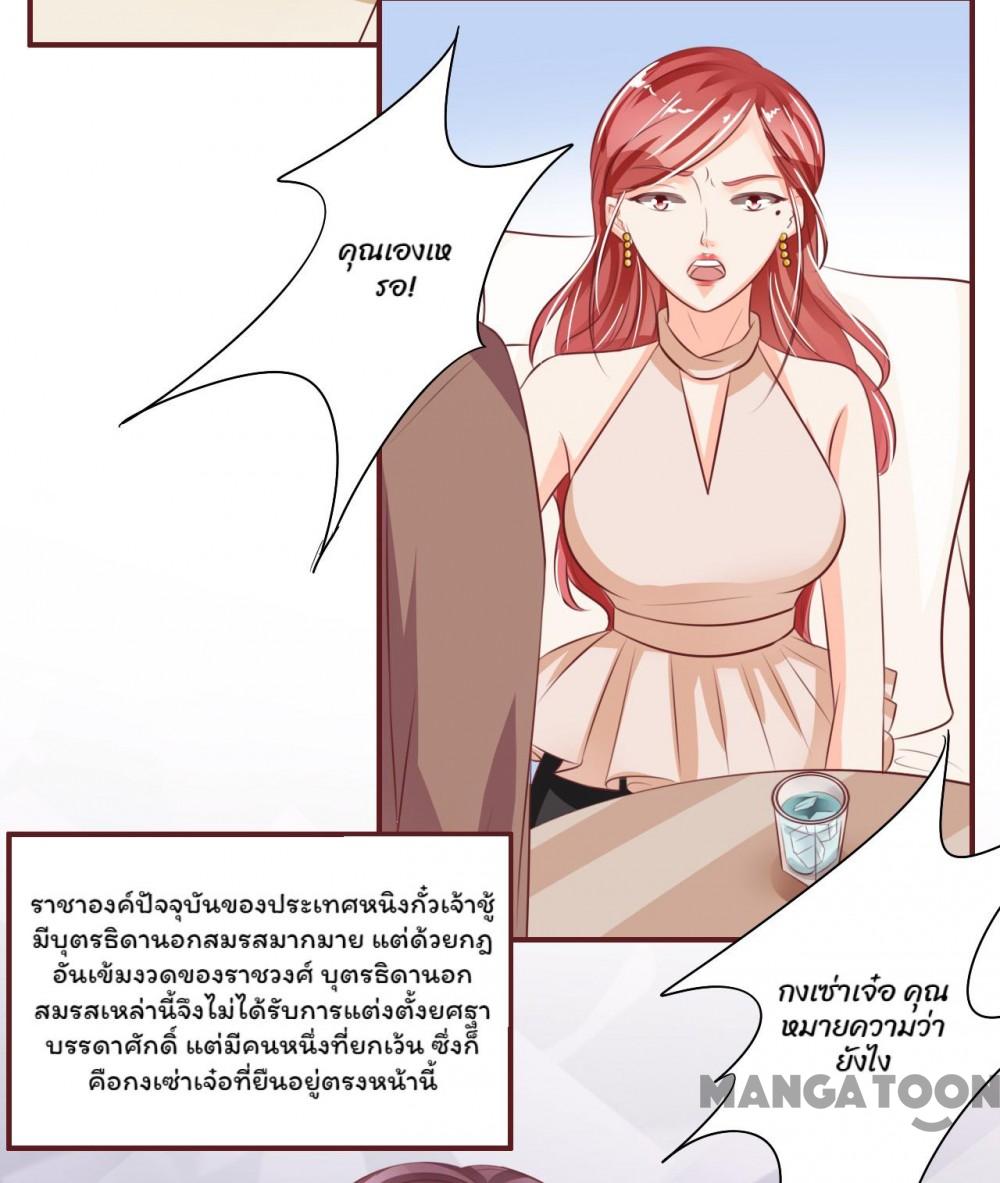 คุณเองเห
รอ!
ราชาองค์ปัจจุบันของประเทศหนิงกั๋วเจ้าชู้
มีบุตรธิดานอกสมรสมากมาย แต่ด้วยกฎ
อันเข้มงวดของราชวงศ์ บุตรธิดานอก
สมรสเหล่านี้จึงไม่ได้รับการแต่งตั้งยศฐา
บรรดาศักดิ์ แต่มีคนหนึ่งที่ยกเว้น ซึ่งก็
คือกงเซ่าเจ๋อที่ยืนอยู่ตรงหน้านี้
กงเซ่าเจ๋อ คุณ
หมายความว่า
ยังไง
MANGATOON